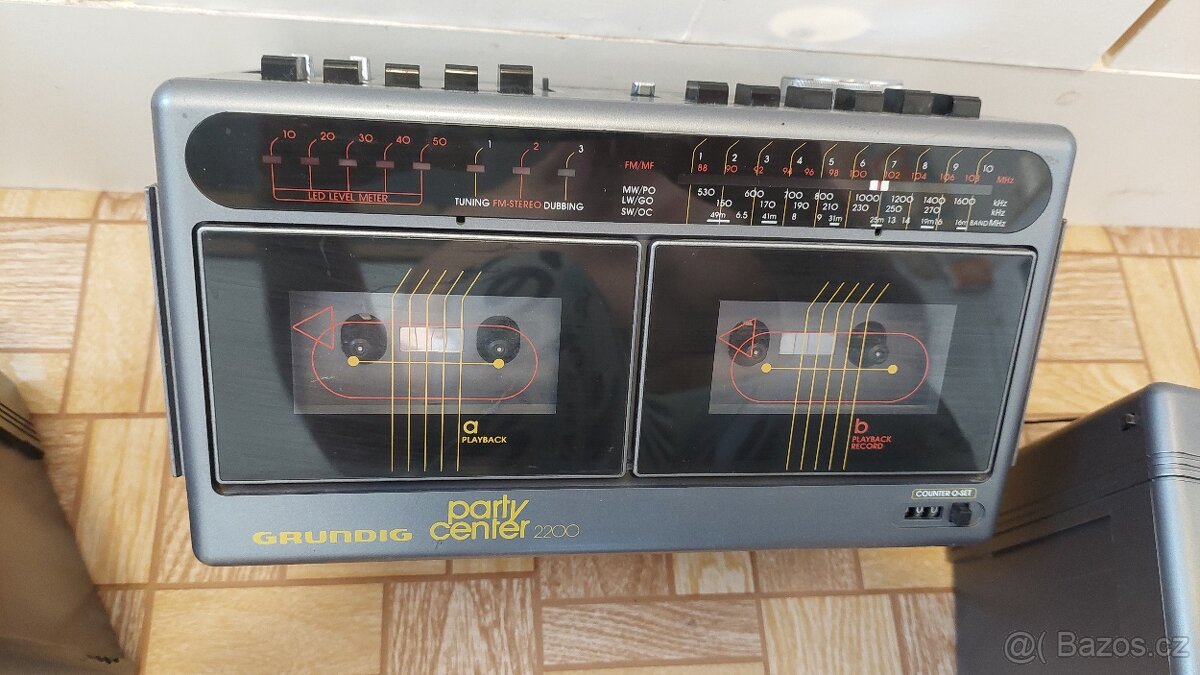 10 20 30 40 50 1 2 3
LED LEVEL METER TUNING FM-STEREO DUBBING
1 2 3 4 5 6 7 8 9 10
FM/MF 88 90 92 94 96 98 100 102 104 106 108 MHz
MW/PO 530 600 700 800 1000 1200 1400 1600 kHz
LW/GO 150 170 190 210 230 250 270 kHz
SW/OC 49m 6.5 41m 8 9 31m 25m 13 14 19m 16 16m BAND MHz
a
PLAYBACK
b
PLAYBACK
RECORD
COUNTER 0-SET
GRUNDIG party center 2200
@( Bazos.cz